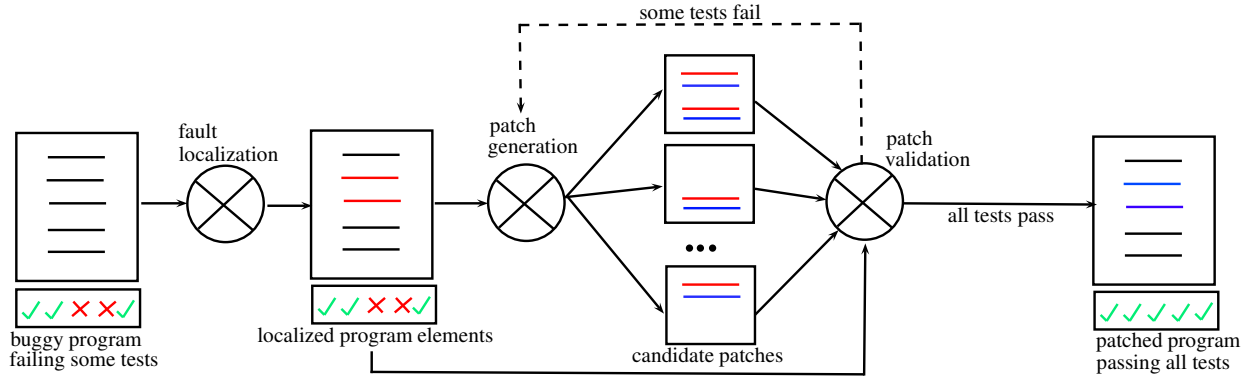 some tests fail
fault
localization
patch
generation
patch
validation
all tests pass
buggy program
failing some tests
localized program elements
candidate patches
patched program
passing all tests